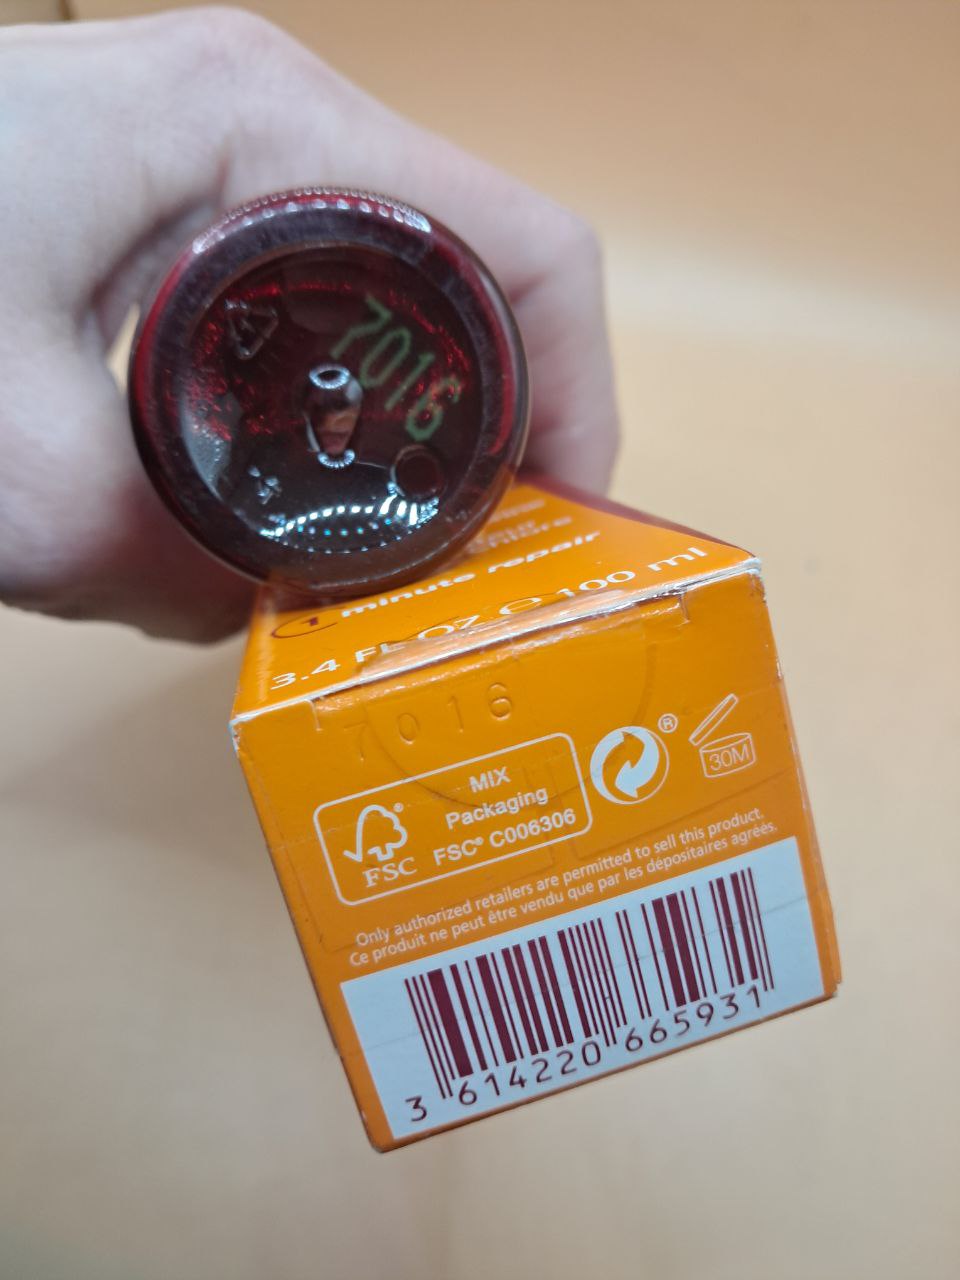 7016
1 minute repair
3.4 FL OZ e 100 ml
7016
MIX
Packaging
FSC® C006306
FSC
®
30M
Only authorized retailers are permitted to sell this product.
Ce produit ne peut être vendu que par les dépositaires agréés.
3 614220 665931